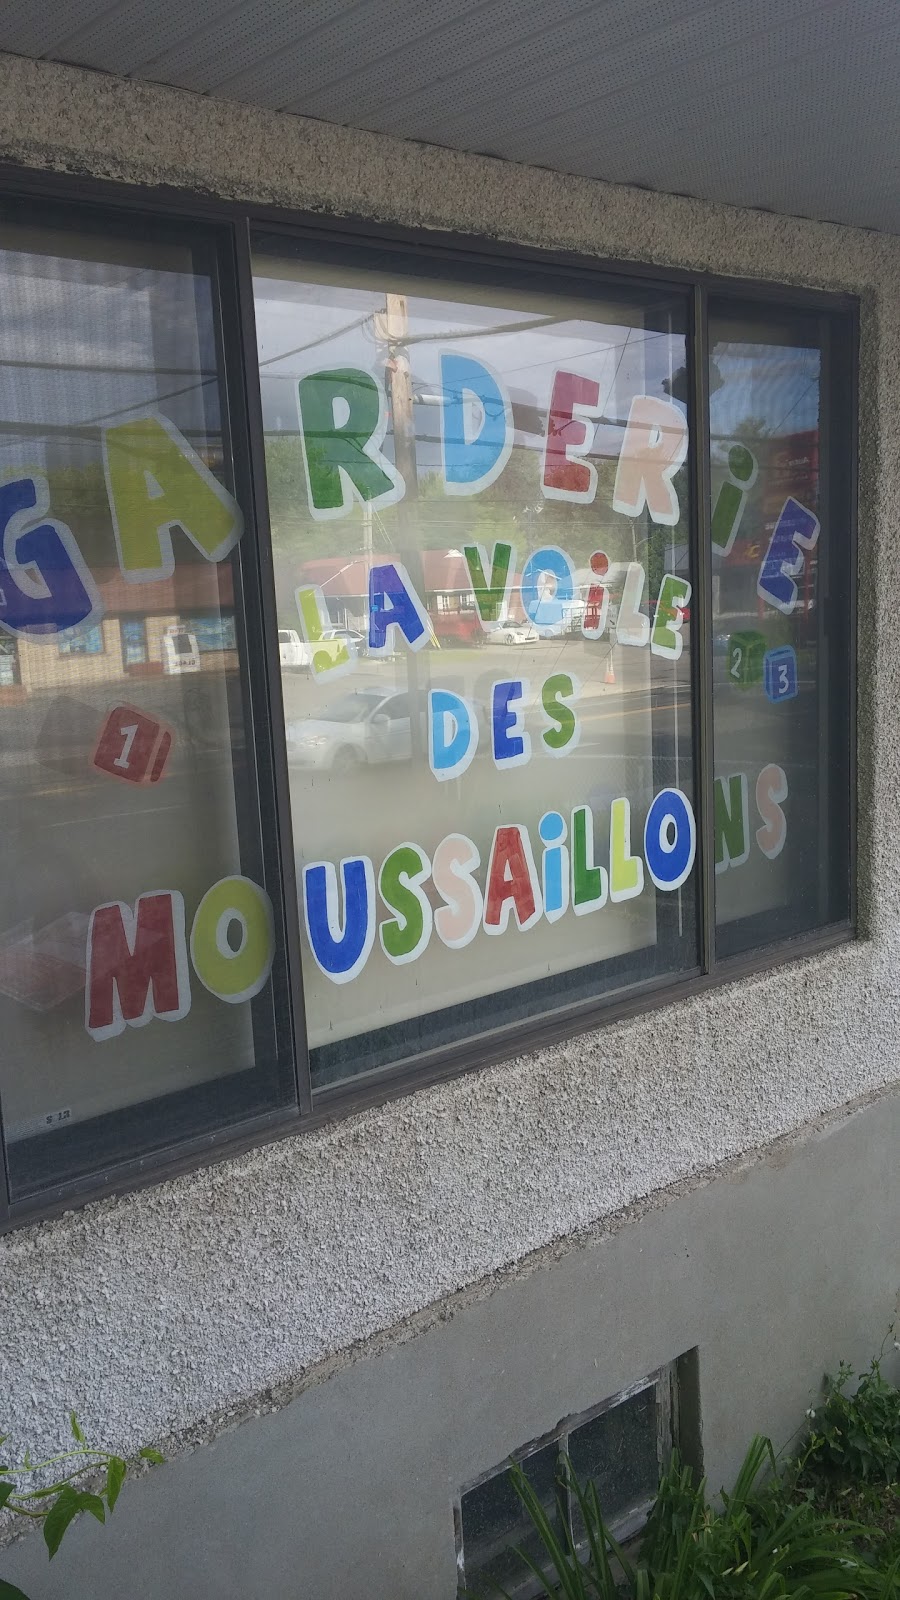 GARDERiE
LA VOiLE
DES
1 2 3
MOUSSAiLLONS